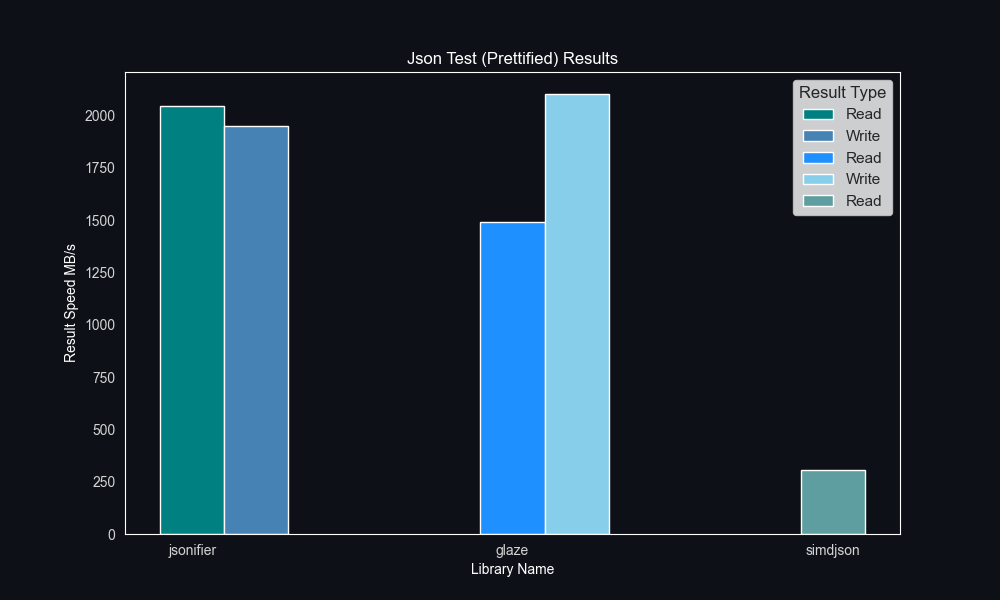 Json Test (Prettified) Results
Result Type
Read
Write
Read
Write
Read
Result Speed MB/s
2000
1750
1500
1250
1000
750
500
250
0
jsonifier
glaze
simdjson
Library Name